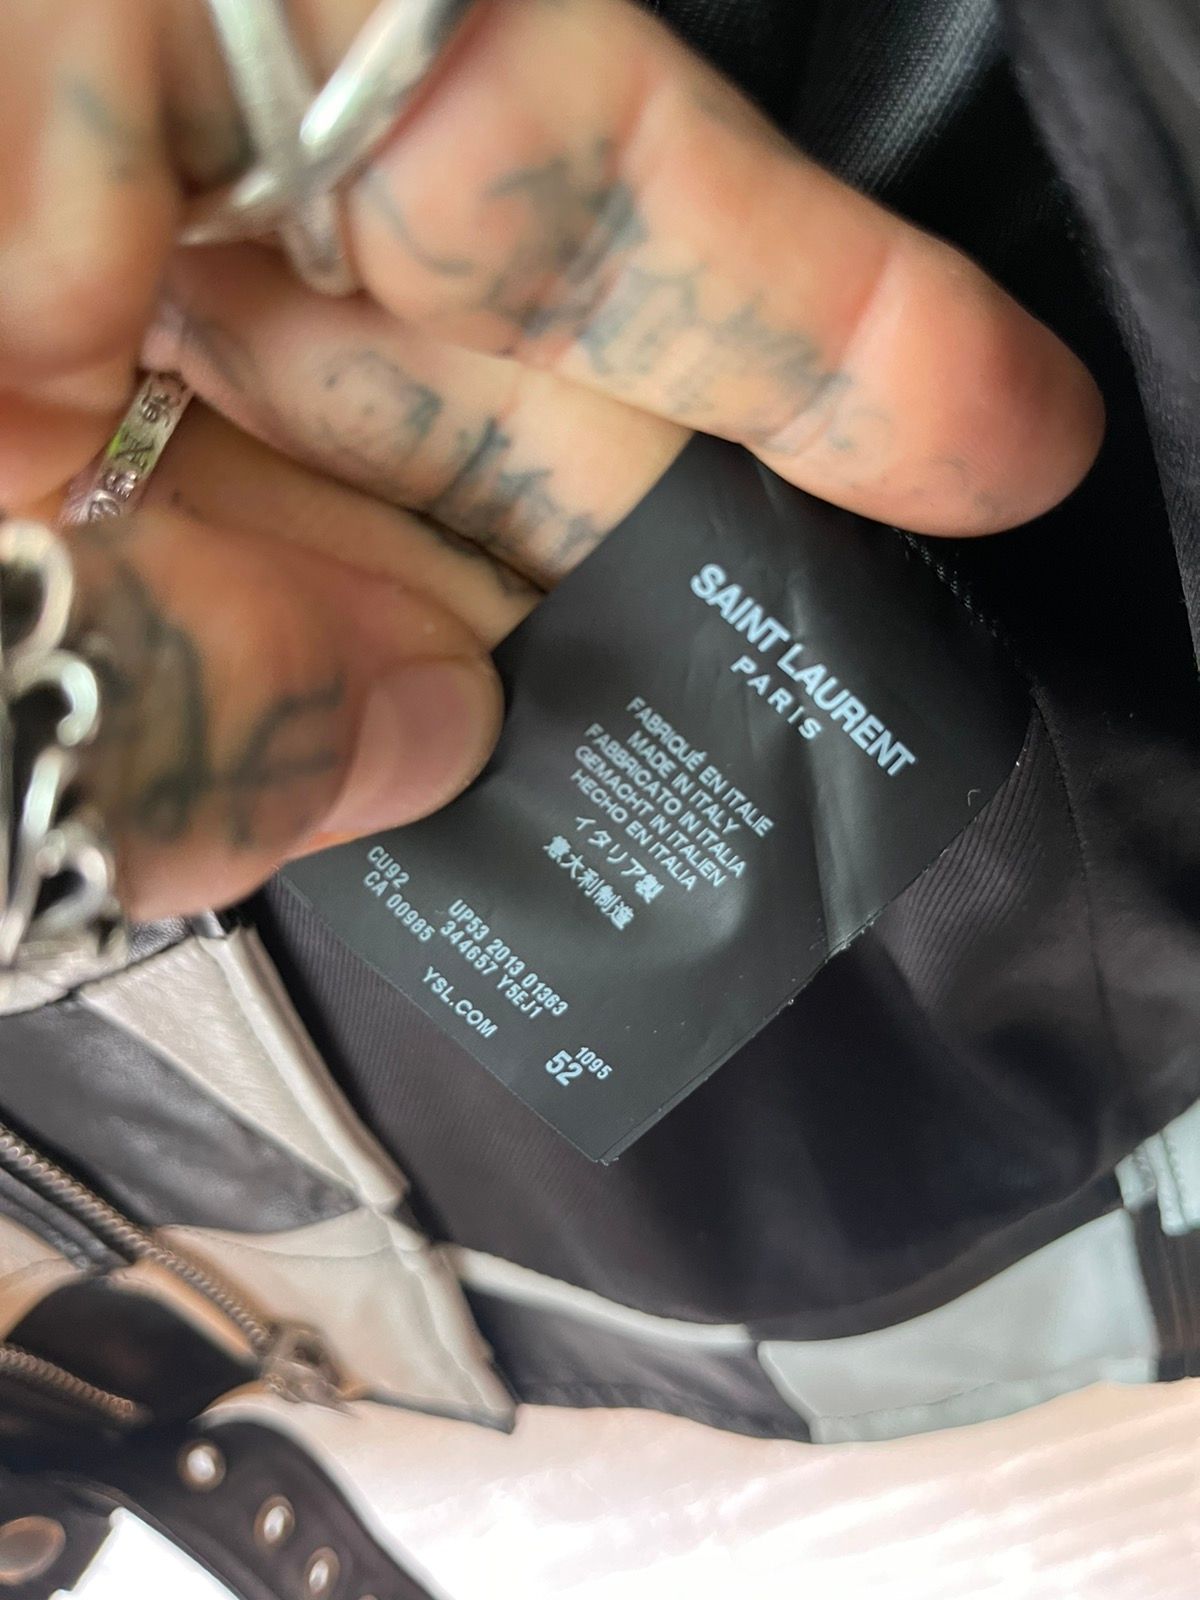 SAINT LAURENT
PARIS
FABRIQUÉ EN ITALIE
MADE IN ITALY
FABBRICATO IN ITALIA
GEMACHT IN ITALIEN
HECHO EN ITALIA
イタリア製
意大利制造
CU92 UP53 2013 01363
CA 00985 344657 Y5EJ1
YSL.COM
1095
52